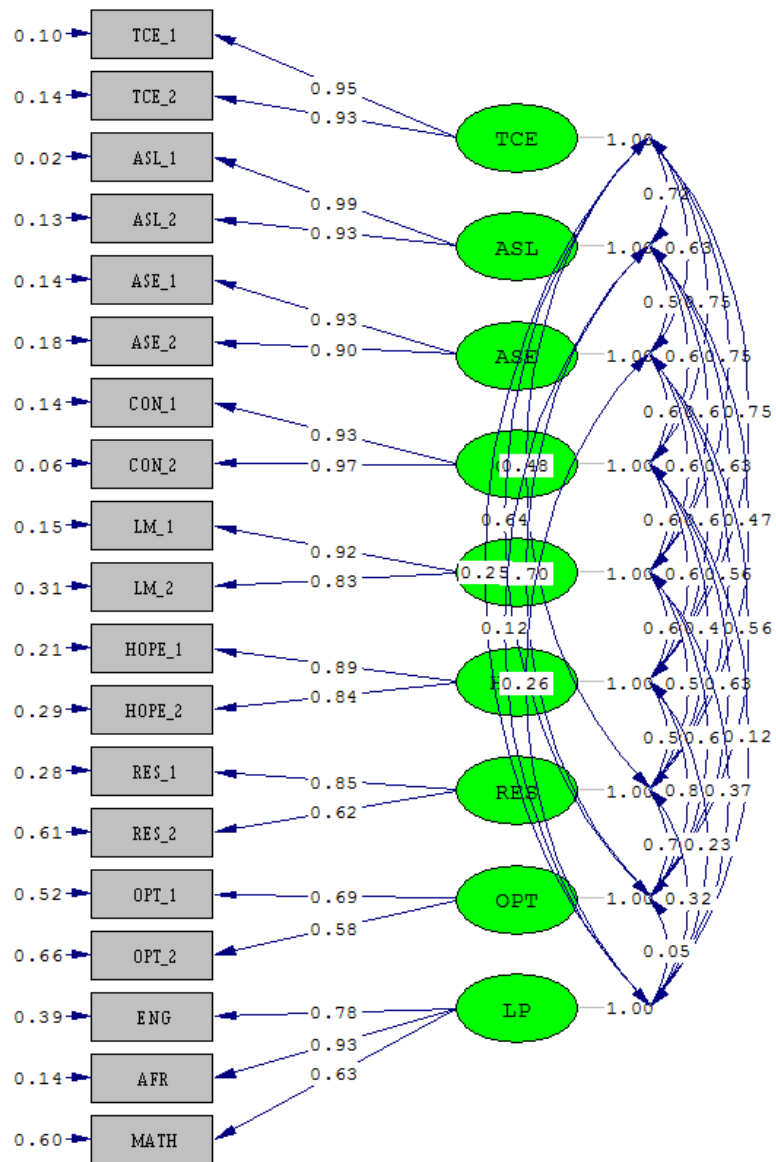 0.10 TCE_1
0.95
0.14 TCE_2
0.93
TCE 1.00
0.02 ASL_1
0.72
0.99
0.13 ASL_2
0.93
ASL 1.00 0.63
0.14 ASE_1
0.75
0.93
0.18 ASE_2
0.90
ASE 1.00 0.75
0.14 CON_1
0.75
0.93
0.06 CON_2
0.97
0.48 1.00 0.63
0.15 LM_1
0.64 0.47
0.92
0.31 LM_2
0.83
0.25 .70 1.00 0.56
0.21 HOPE_1
0.12 0.56
0.89
0.29 HOPE_2
0.84
0.26 1.00 0.63
0.12
0.28 RES_1
0.85
0.61 RES_2
0.62
RES 1.00 0.37
0.23
0.52 OPT_1
0.69
0.66 OPT_2
0.58
OPT 1.00 0.32
0.05
0.39 ENG
0.78
LP 1.00
0.14 AFR
0.93
0.60 MATH
0.63